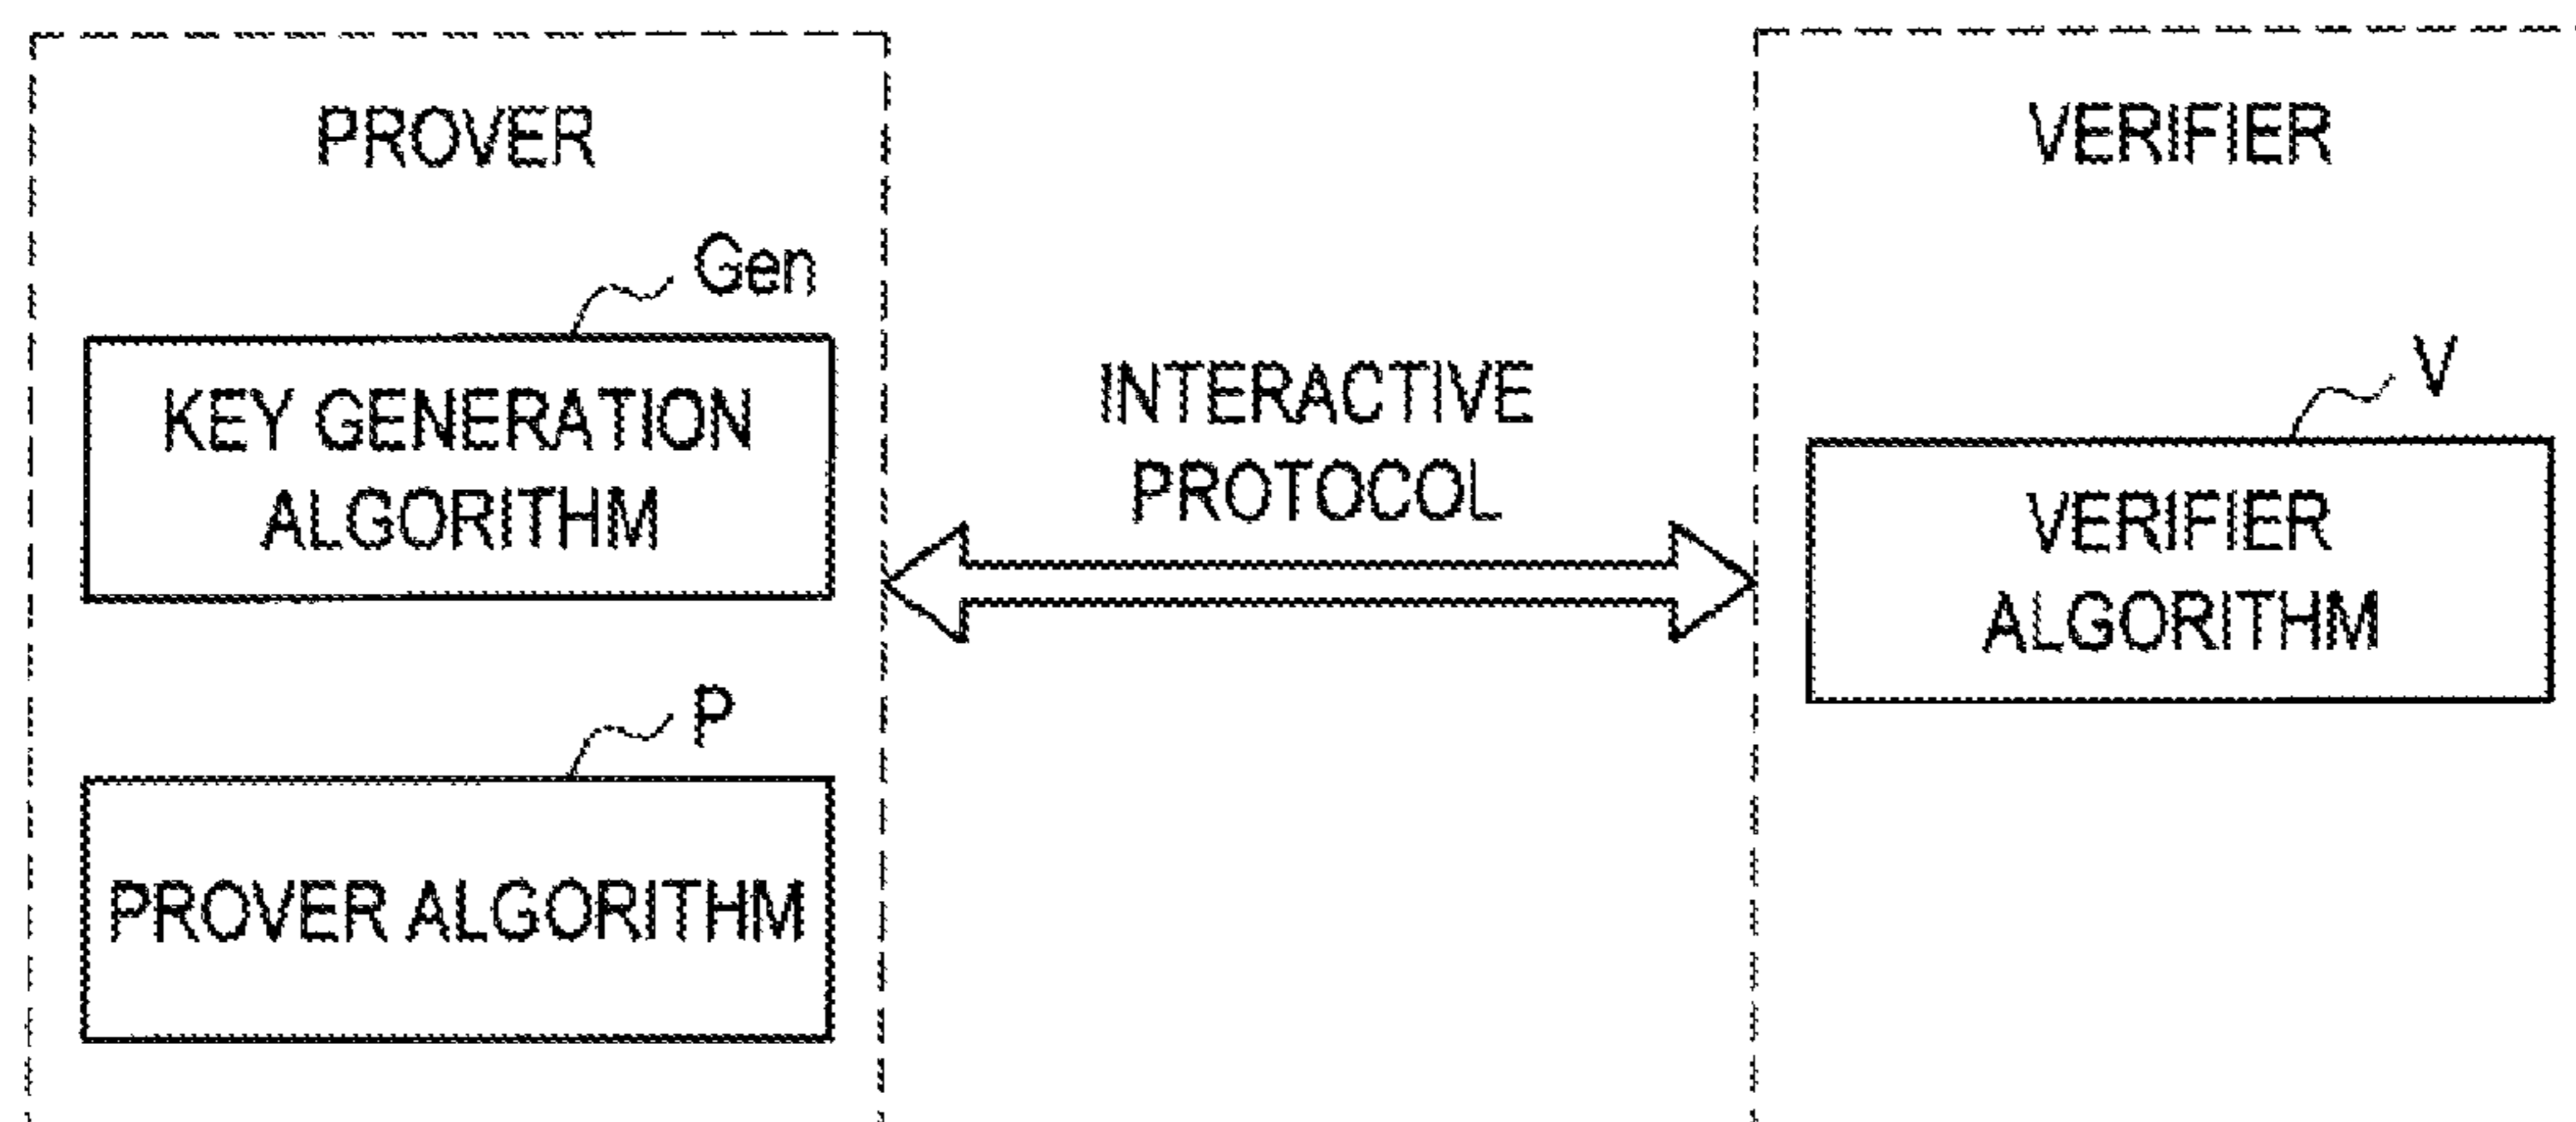 PROVER
Gen
KEY GENERATION
ALGORITHM
P
PROVER ALGORITHM
INTERACTIVE
PROTOCOL
VERIFIER
V
VERIFIER
ALGORITHM